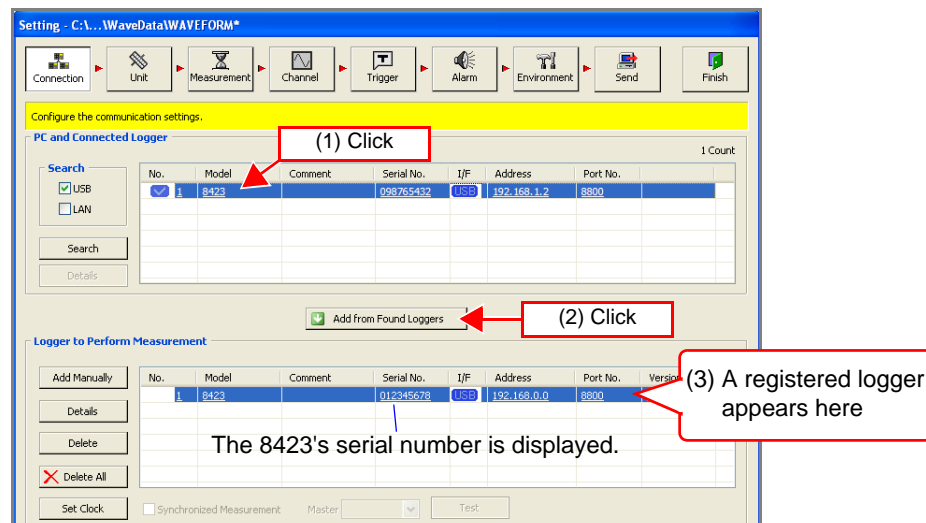 Setting - C:\...\WaveData\WAVEFORM*
Connection Unit Measurement Channel Trigger Alarm Environment Send Finish
Configure the communication settings.
PC and Connected Logger
(1) Click
1 Count
Search
USB
LAN
Search
Details
No. Model Comment Serial No. I/F Address Port No.
1 8423 098765432 USB 192.168.1.2 8800
Add from Found Loggers
(2) Click
Logger to Perform Measurement
Add Manually
Details
Delete
Delete All
Set Clock
No. Model Comment Serial No. I/F Address Port No. Version
1 8423 012345678 USB 192.168.0.0 8800
(3) A registered logger
appears here
The 8423's serial number is displayed.
Synchronized Measurement Master Test